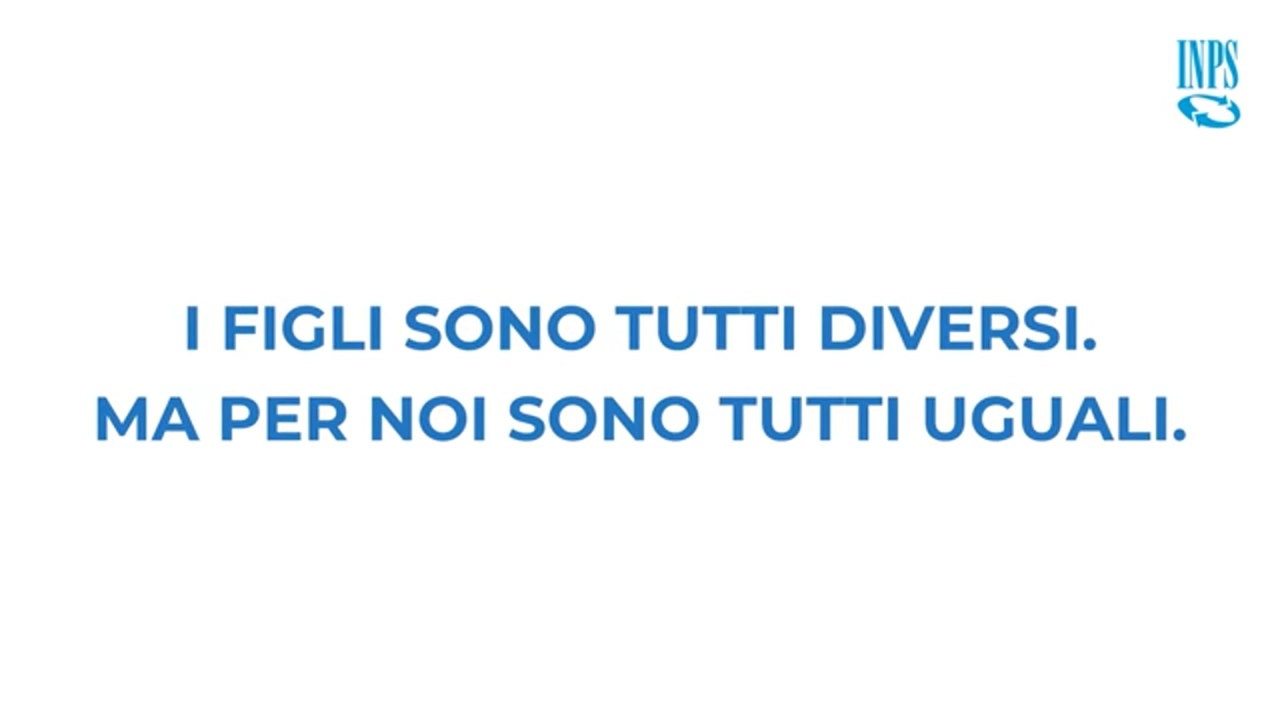 INPS
I FIGLI SONO TUTTI DIVERSI.
MA PER NOI SONO TUTTI UGUALI.